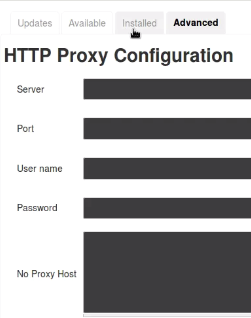 Updates Available Installed Advanced
HTTP Proxy Configuration
Server
Port
User name
Password
No Proxy Host